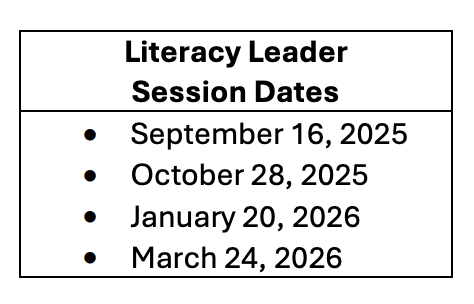 Literacy Leader
Session Dates
• September 16, 2025
• October 28, 2025
• January 20, 2026
• March 24, 2026